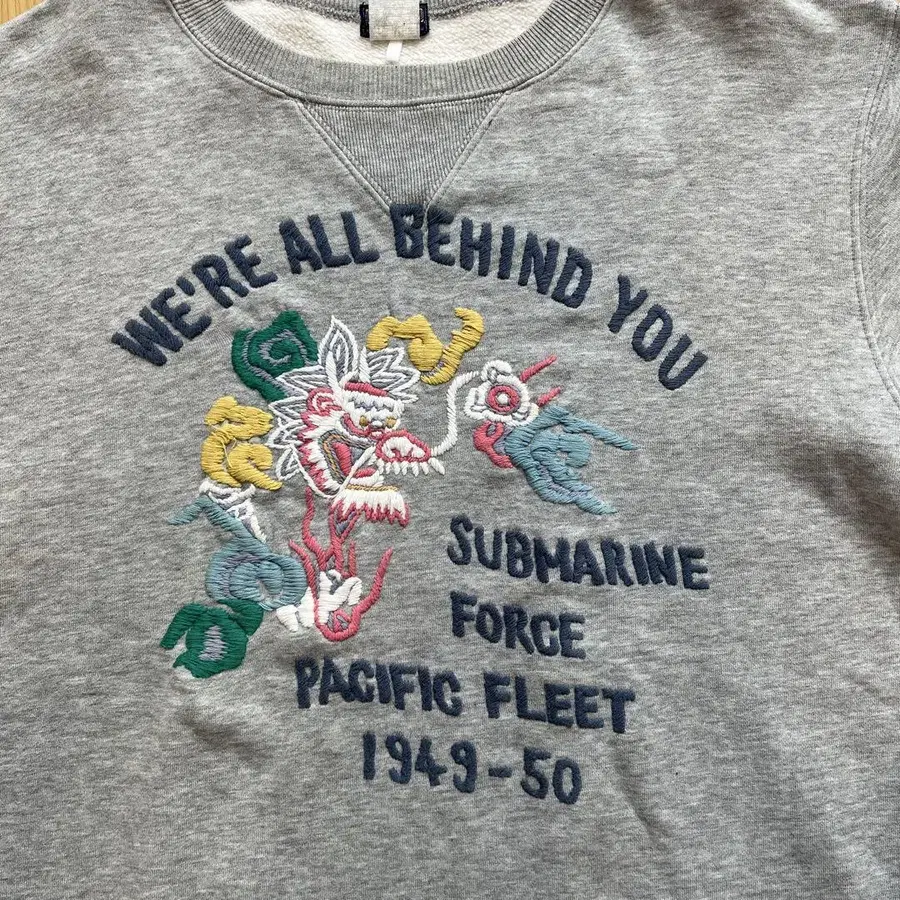 WE'RE ALL BEHIND YOU
SUBMARINE
FORCE
PACIFIC FLEET
1949-50